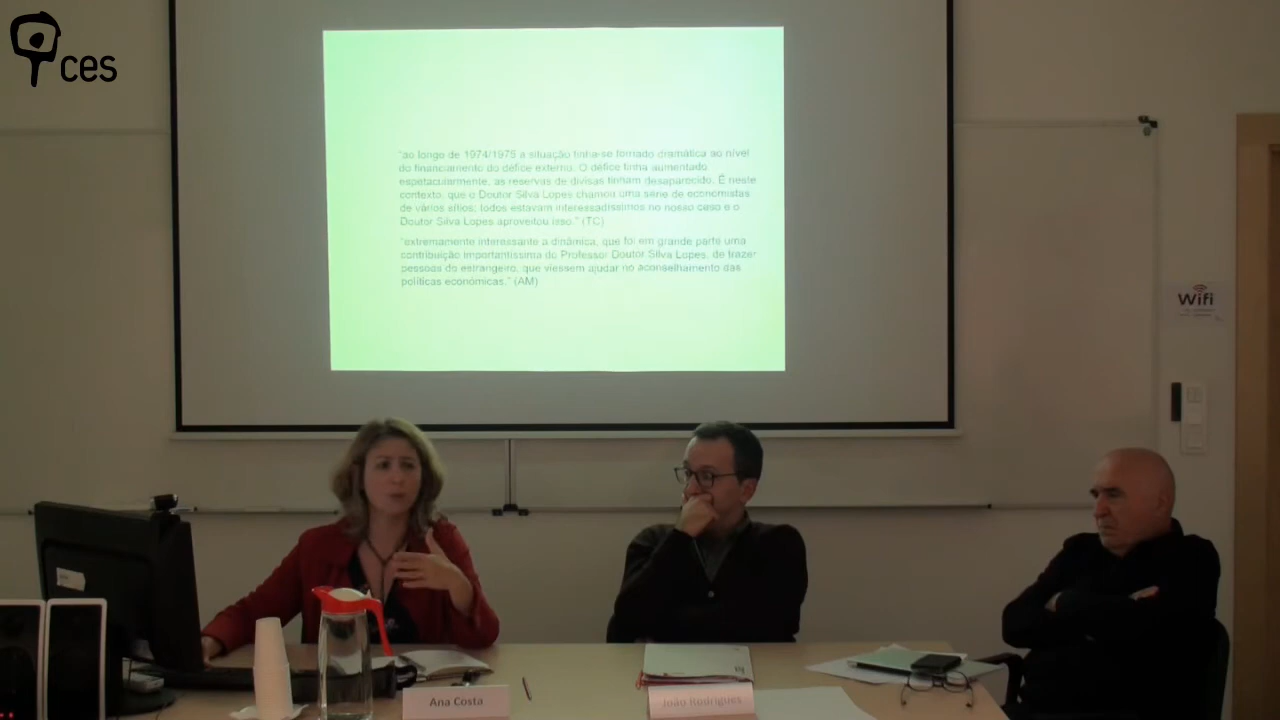 ces
"ao longo de 1974/1975 a situação tinha-se tornado dramática ao nível
do financiamento do défice externo. O défice tinha aumentado
espetacularmente, as reservas de divisas tinham desaparecido. É neste
contexto, que o Doutor Silva Lopes chamou uma série de economistas
de vários sítios; todos estavam interessadíssimos no nosso caso e o
Doutor Silva Lopes aproveitou isso." (TC)
"extremamente interessante a dinâmica, que foi em grande parte uma
contribuição importantíssima do Professor Doutor Silva Lopes, de trazer
pessoas do estrangeiro, que viessem ajudar no aconselhamento das
políticas económicas." (AM)
Wifi
Ana Costa
João Rodrigues